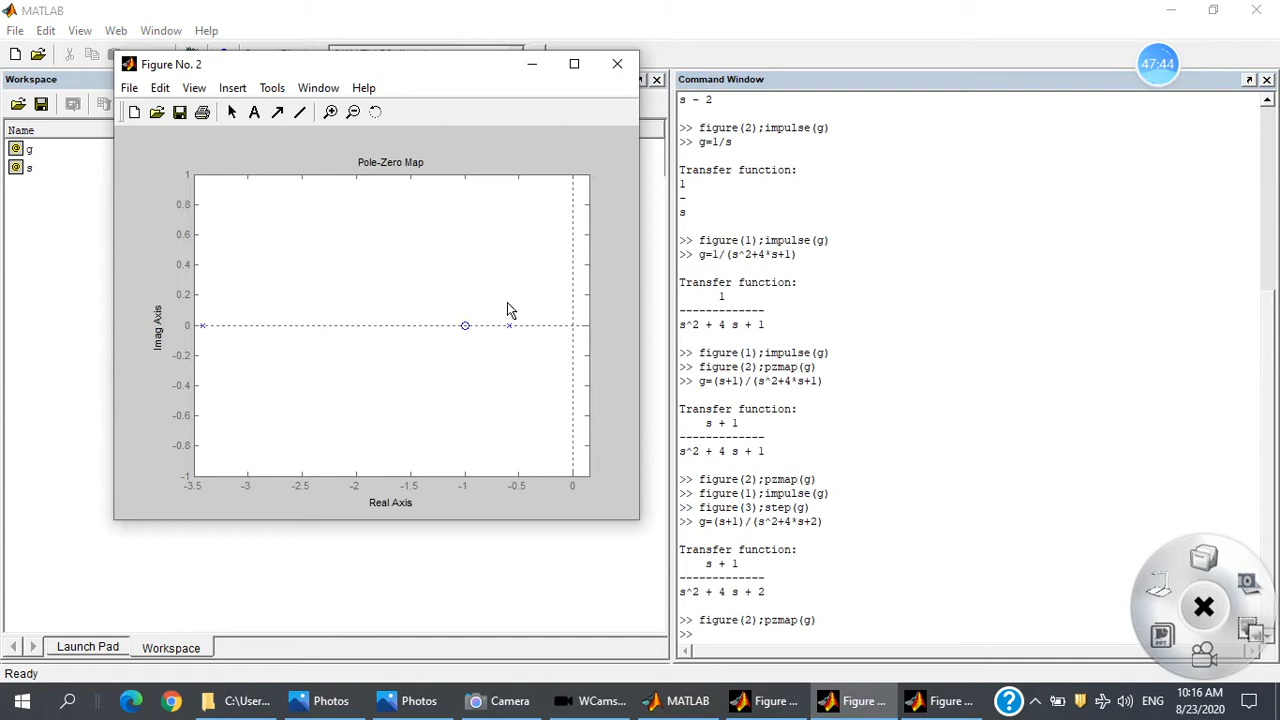 MATLAB
File Edit View Web Window Help
Workspace
Name
g
s
Figure No. 2
File Edit View Insert Tools Window Help
Pole-Zero Map
1
0.8
0.6
0.4
0.2
0
-0.2
-0.4
-0.6
-0.8
-1
Imag Axis
-3.5 -3 -2.5 -2 -1.5 -1 -0.5 0
Real Axis
Launch Pad Workspace
Ready
47:44
Command Window
s - 2
>> figure(2);impulse(g)
>> g=1/s
Transfer function:
1
-
s
>> figure(1);impulse(g)
>> g=1/(s^2+4*s+1)
Transfer function:
1
-------------
s^2 + 4 s + 1
>> figure(1);impulse(g)
>> figure(2);pzmap(g)
>> g=(s+1)/(s^2+4*s+1)
Transfer function:
s + 1
-------------
s^2 + 4 s + 1
>> figure(2);pzmap(g)
>> figure(1);impulse(g)
>> figure(3);step(g)
>> g=(s+1)/(s^2+4*s+2)
Transfer function:
s + 1
-------------
s^2 + 4 s + 2
>> figure(2);pzmap(g)
>>
PPT
C:\User... Photos Photos Camera WCams... MATLAB Figure ... Figure ... Figure ... ENG
10:16 AM
8/23/2020